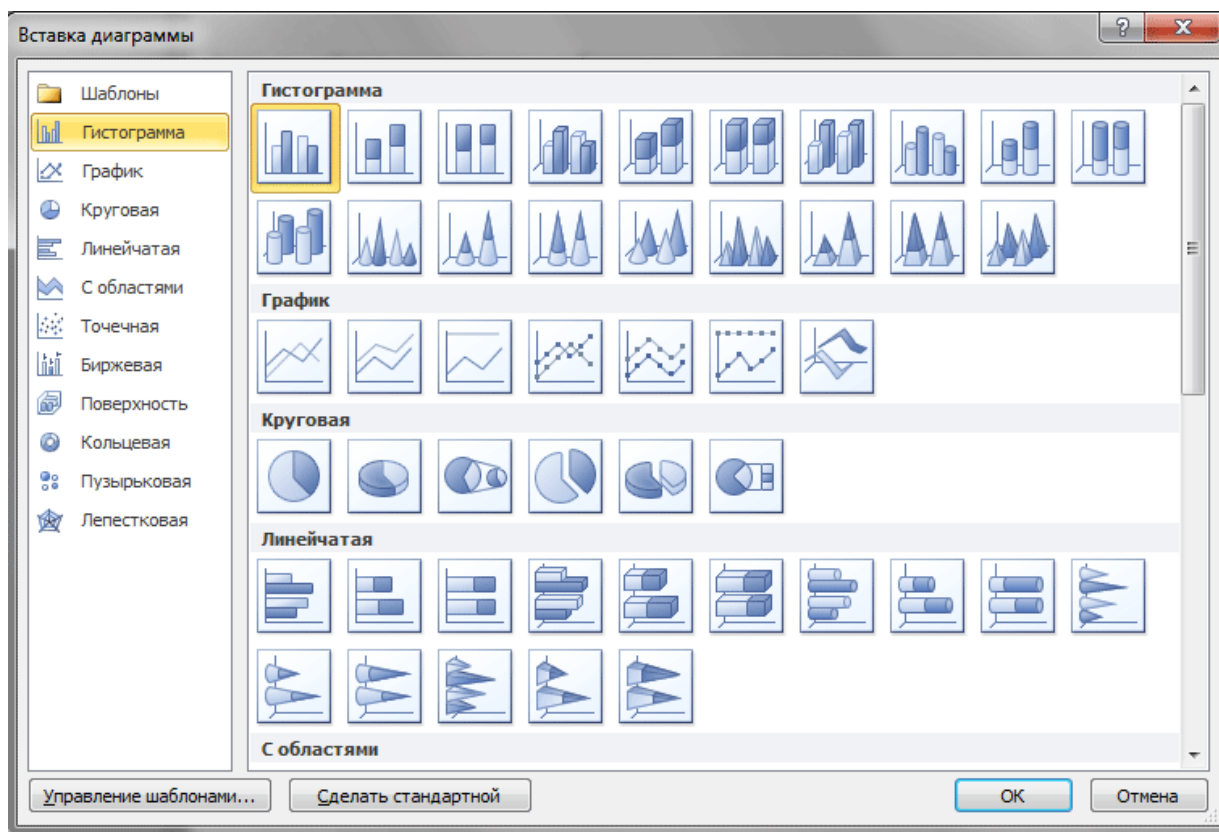 Вставка диаграммы
Шаблоны
Гистограмма
График
Круговая
Линейчатая
С областями
Точечная
Биржевая
Поверхность
Кольцевая
Пузырьковая
Лепестковая
Гистограмма
График
Круговая
Линейчатая
С областями
Управление шаблонами...
Сделать стандартной
ОК
Отмена